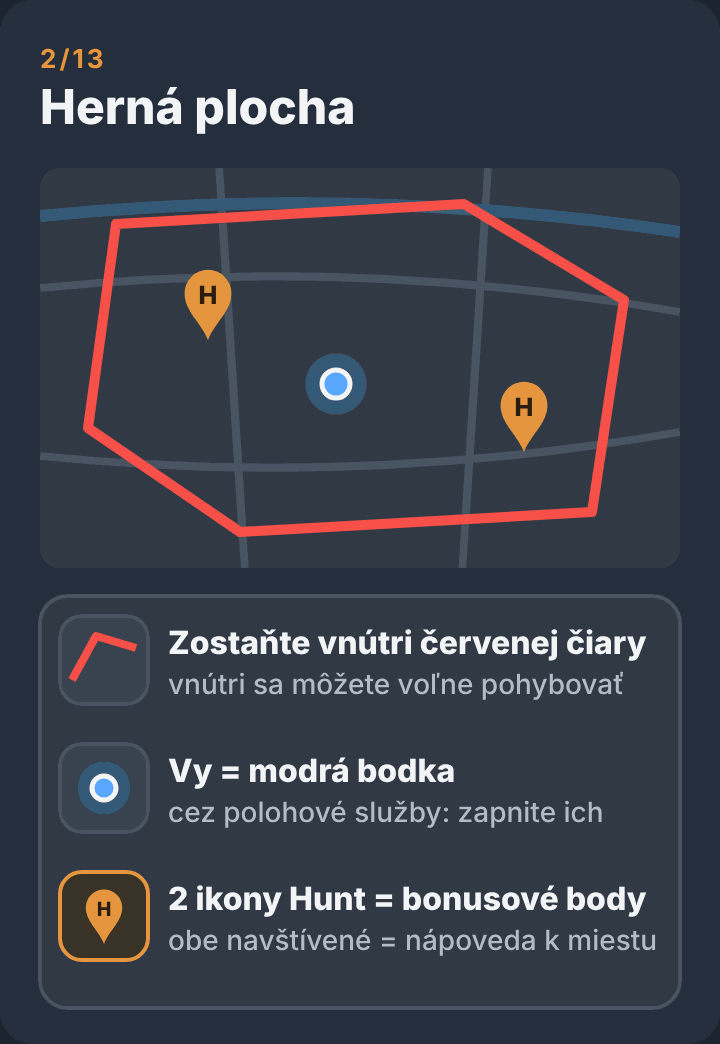 2/13
Herná plocha
H
H
Zostaňte vnútri červenej čiary
vnútri sa môžete voľne pohybovať
Vy = modrá bodka
cez polohové služby: zapnite ich
H
2 ikony Hunt = bonusové body
obe navštívené = nápoveda k miestu